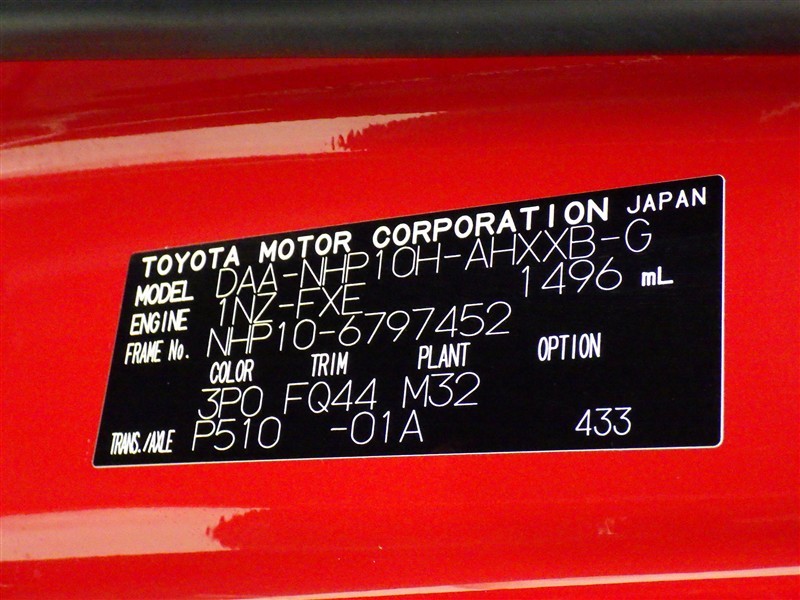 TOYOTA MOTOR CORPORATION JAPAN
MODEL DAA-NHP10H-AHXXB-G
ENGINE 1NZ-FXE 1496 mL
FRAME No. NHP10-6797452
COLOR TRIM PLANT OPTION
3P0 FQ44 M32
TRANS./AXLE P510 -01A 433